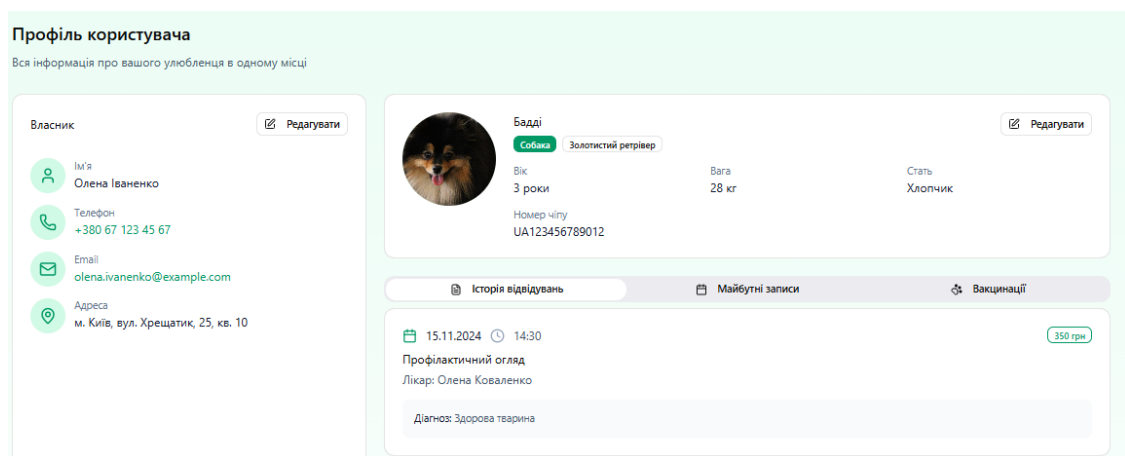 Профіль користувача
Вся інформація про вашого улюбленця в одному місці
Власник
Редагувати
Ім'я
Олена Іваненко
Телефон
+380 67 123 45 67
Email
olena.ivanenko@example.com
Адреса
м. Київ, вул. Хрещатик, 25, кв. 10
Бадді
Редагувати
Собака Золотистий ретрівер
Вік Вага Стать
3 роки 28 кг Хлопчик
Номер чіпу
UA123456789012
Історія відвідувань Майбутні записи Вакцинації
15.11.2024 14:30 350 грн
Профілактичний огляд
Лікар: Олена Коваленко
Діагноз: Здорова тварина